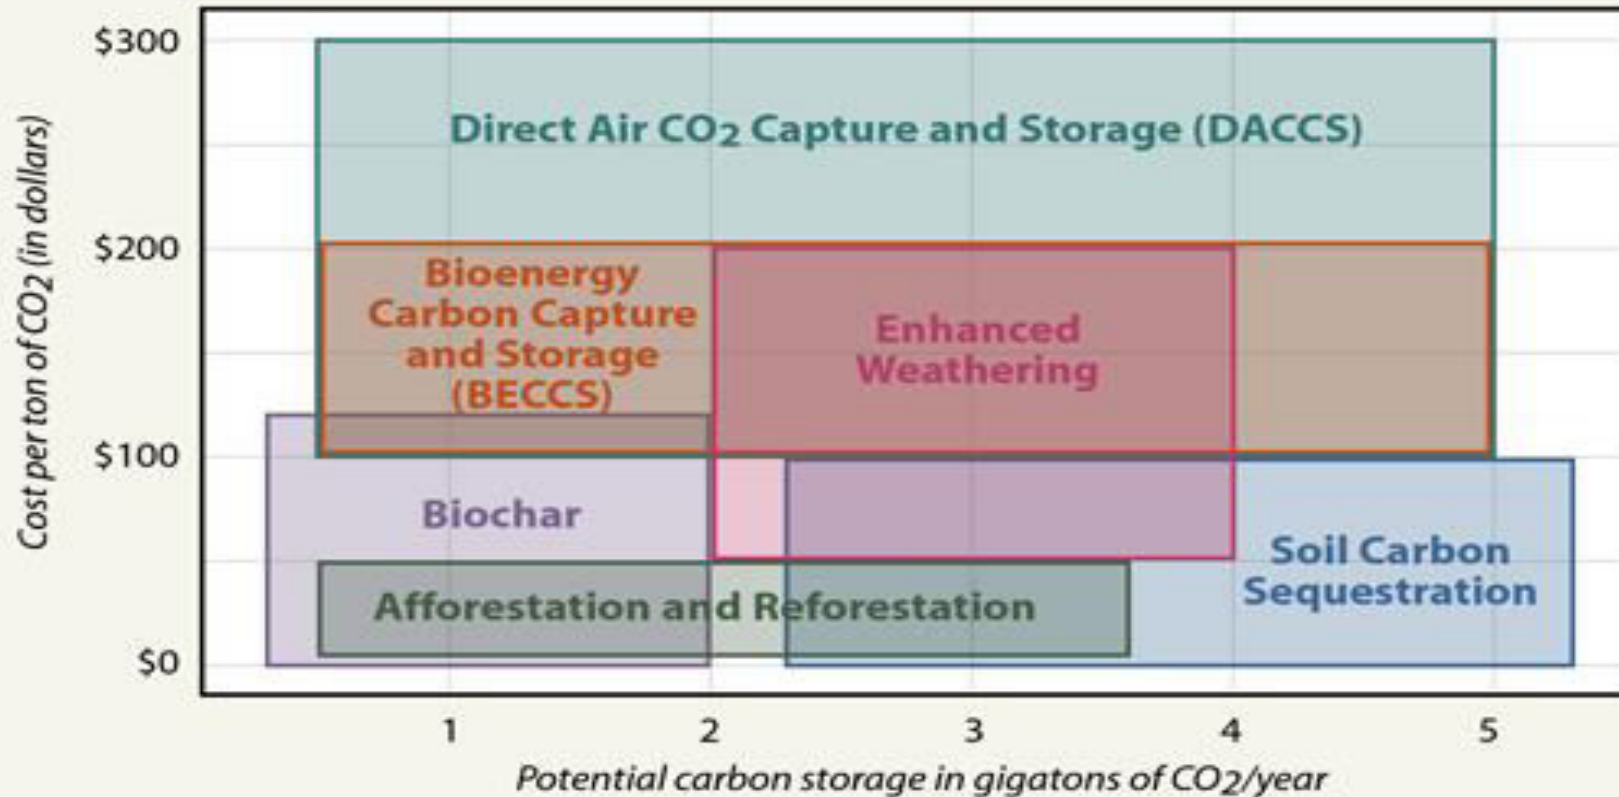 Cost per ton of CO2 (in dollars)
$300
$200
$100
$0
Direct Air CO2 Capture and Storage (DACCS)
Bioenergy
Carbon Capture
and Storage
(BECCS)
Enhanced
Weathering
Biochar
Soil Carbon
Sequestration
Afforestation and Reforestation
1 2 3 4 5
Potential carbon storage in gigatons of CO2/year